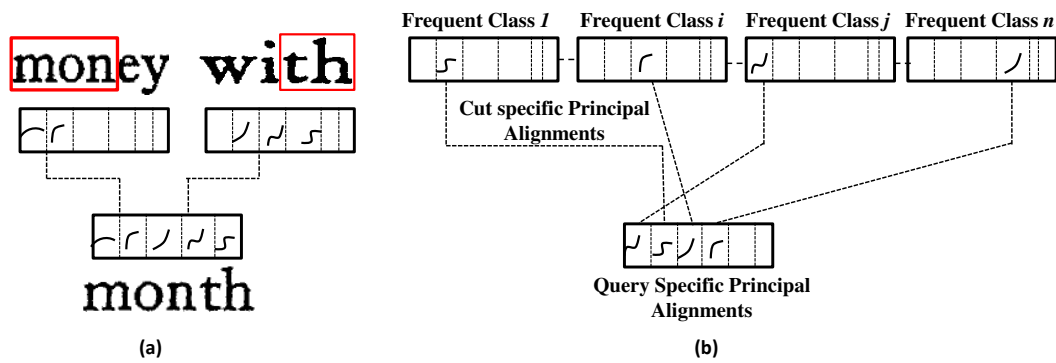 money with
month
(a)
Frequent Class 1 Frequent Class i Frequent Class j Frequent Class n
Cut specific Principal
Alignments
Query Specific Principal
Alignments
(b)